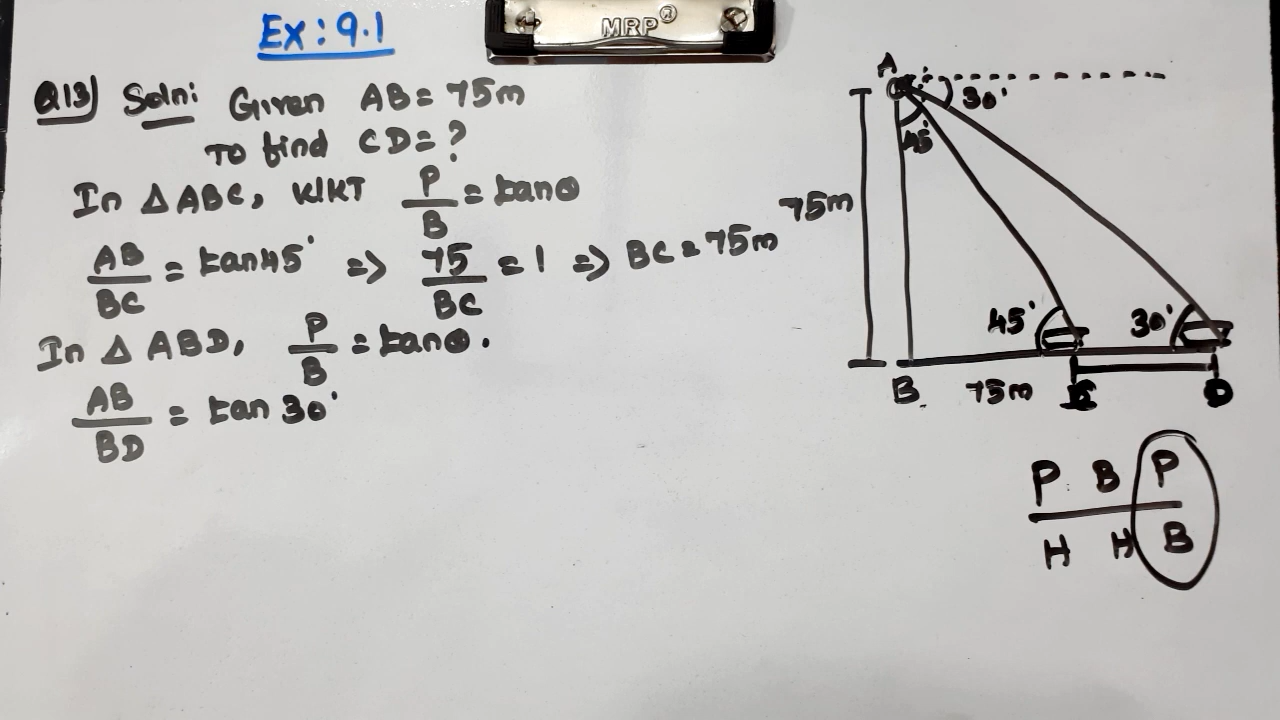 Ex: 9.1
MRP®
Q13) Soln: Given AB = 75m
To find CD = ?
In △ ABC, WKT P/B = tanθ
AB/BC = tan45° => 75/BC = 1 => BC = 75m
In △ ABD, P/B = tanθ.
AB/BD = tan 30°
A
30°
45°
75m
45° 30°
B 75m C D
P B P
H H B